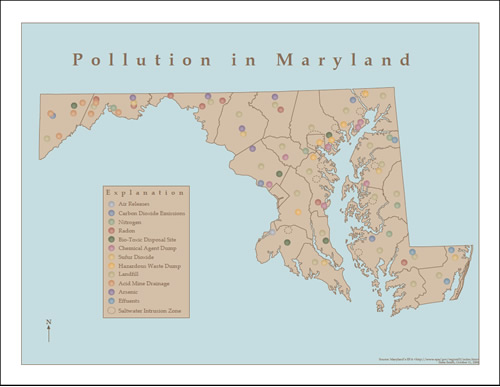 Pollution in Maryland
Explanation
Air Releases
Carbon Dioxide Emissions
Nitrogen
Radon
Bio-Toxic Disposal Site
Chemical Agent Dump
Sulfur Dioxide
Hazardous Waste Dump
Landfill
Acid Mine Drainage
Arsenic
Effluents
Saltwater Intrusion Zone
N